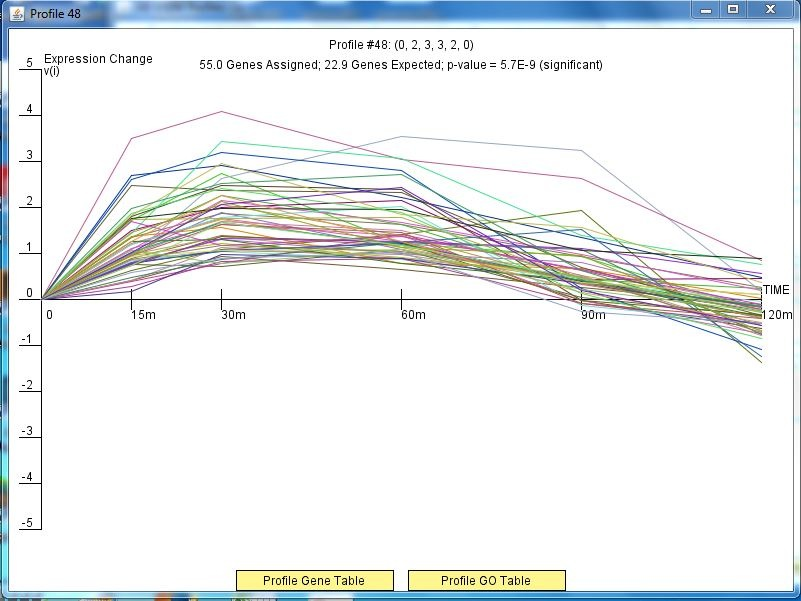 Profile 48
Profile #48: (0, 2, 3, 3, 2, 0)
55.0 Genes Assigned; 22.9 Genes Expected; p-value = 5.7E-9 (significant)
Expression Change
v(i)
5
4
3
2
1
0
-1
-2
-3
-4
-5
TIME
0 15m 30m 60m 90m 120m
Profile Gene Table Profile GO Table